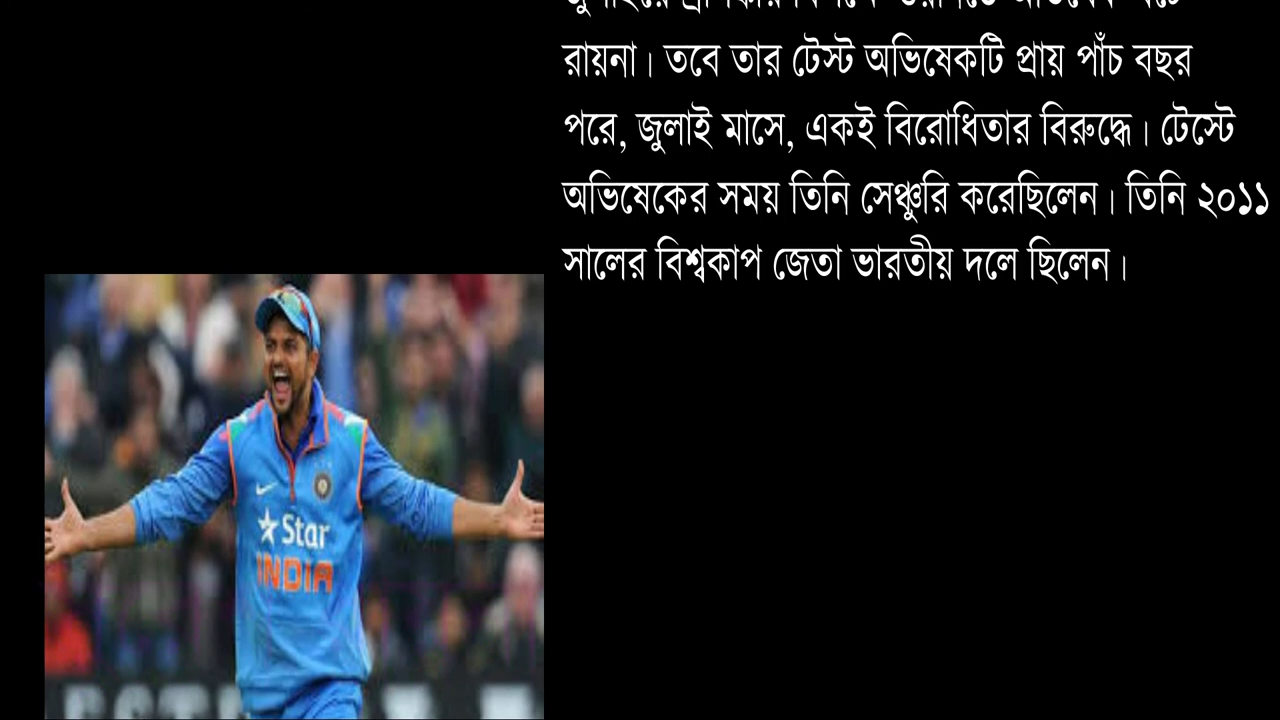 রায়না। তবে তার টেস্ট অভিষেকটি প্রায় পাঁচ বছর
পরে, জুলাই মাসে, একই বিরোধিতার বিরুদ্ধে। টেস্টে
অভিষেকের সময় তিনি সেঞ্চুরি করেছিলেন। তিনি ২০১১
সালের বিশ্বকাপ জেতা ভারতীয় দলে ছিলেন।
Star
INDIA